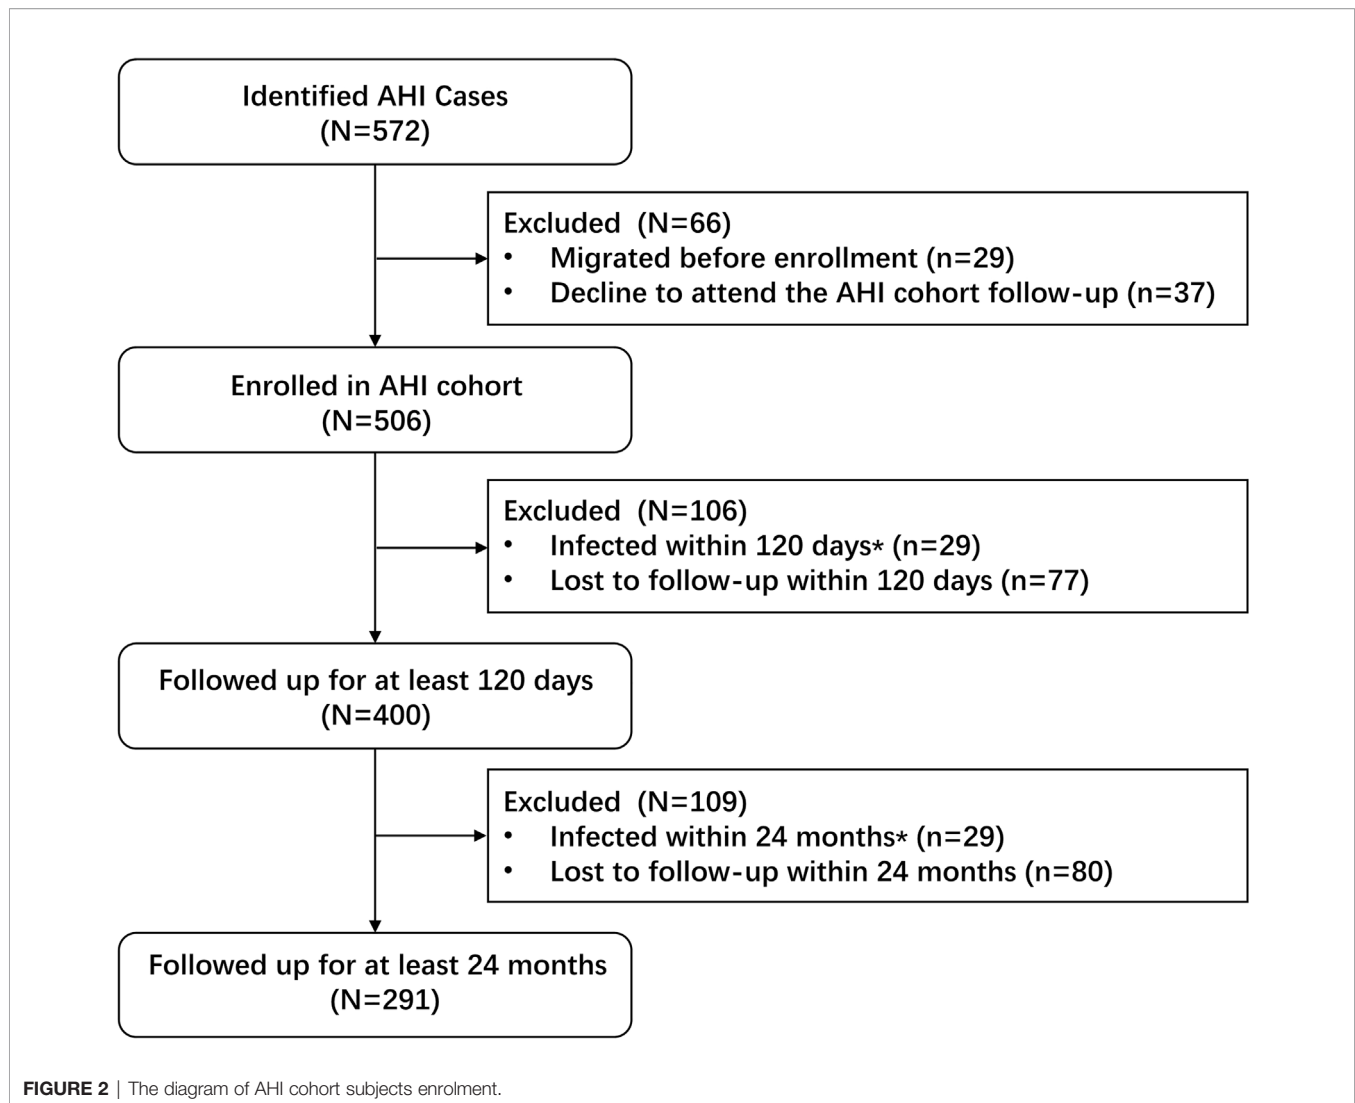 Identified AHI Cases
(N=572)
Excluded (N=66)
• Migrated before enrollment (n=29)
• Decline to attend the AHI cohort follow-up (n=37)
Enrolled in AHI cohort
(N=506)
Excluded (N=106)
• Infected within 120 days* (n=29)
• Lost to follow-up within 120 days (n=77)
Followed up for at least 120 days
(N=400)
Excluded (N=109)
• Infected within 24 months* (n=29)
• Lost to follow-up within 24 months (n=80)
Followed up for at least 24 months
(N=291)
FIGURE 2 | The diagram of AHI cohort subjects enrolment.